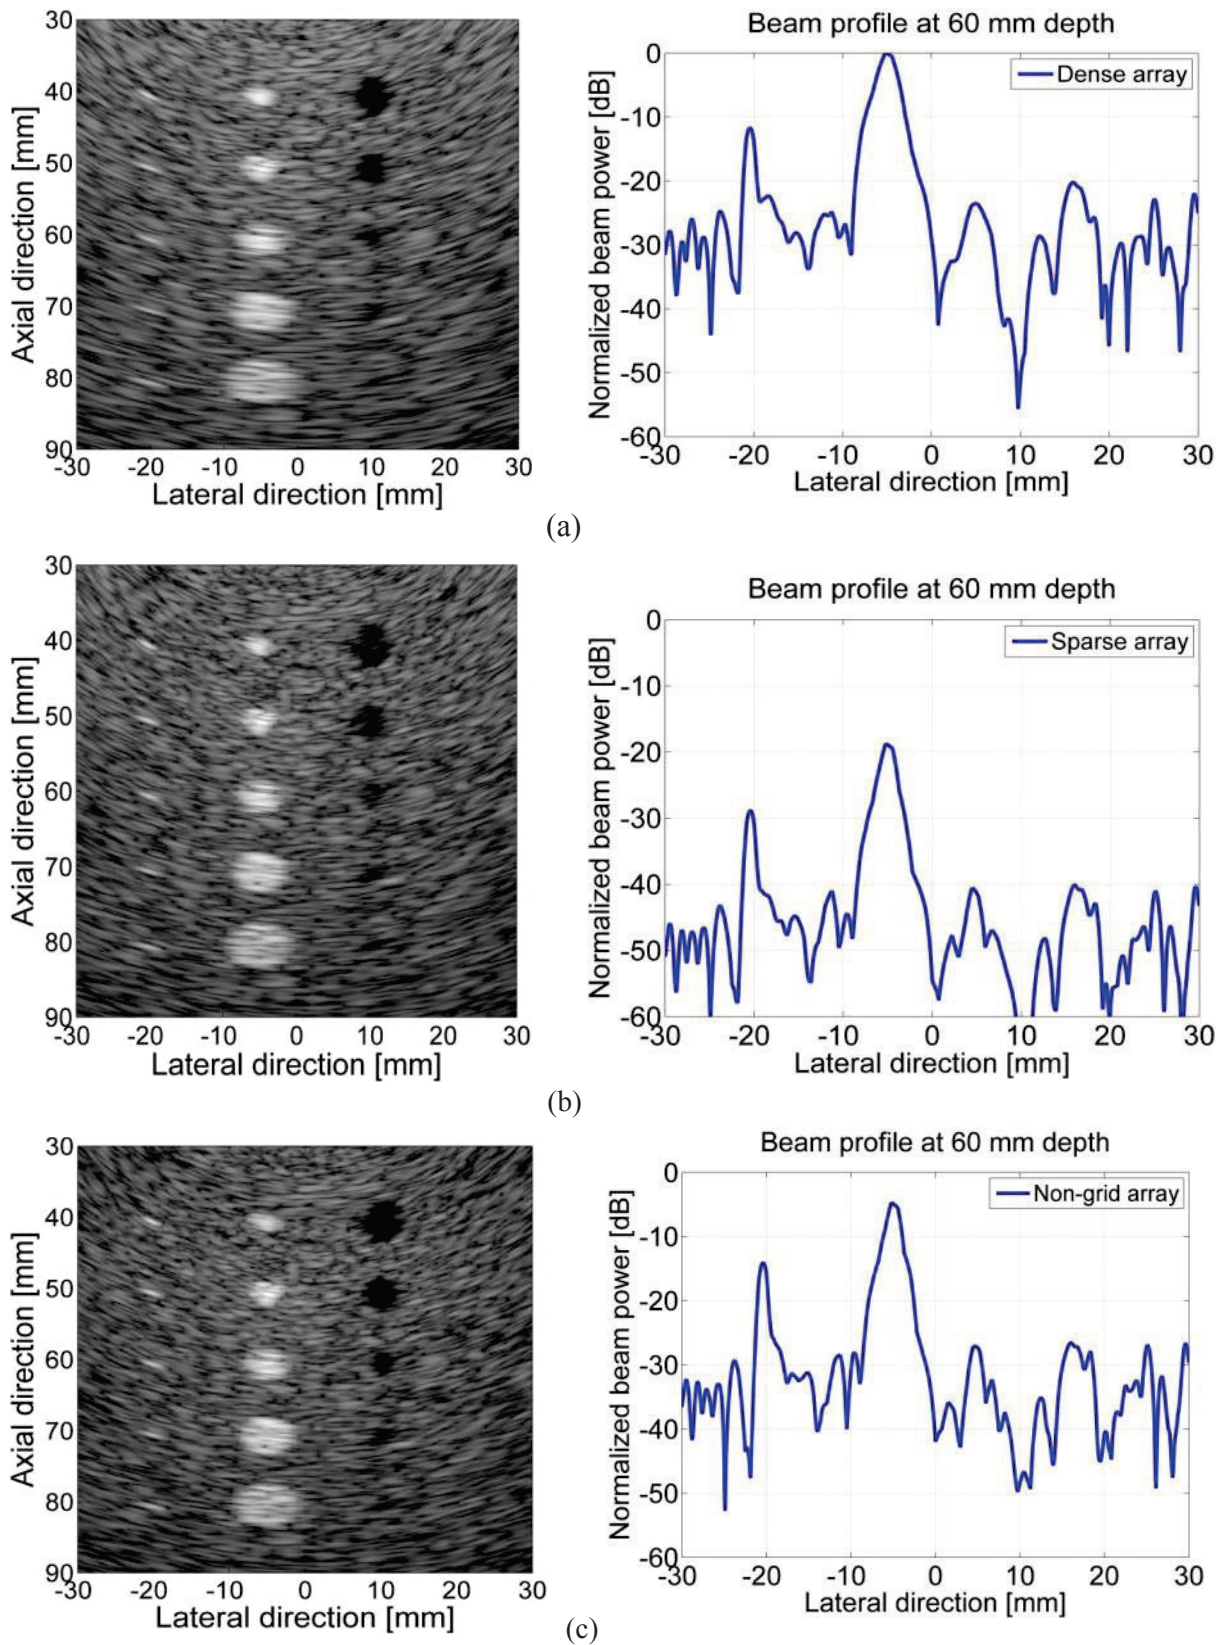 30
40
50
60
70
80
90
-30 -20 -10 0 10 20 30
Axial direction [mm]
Lateral direction [mm]
Beam profile at 60 mm depth
Dense array
0
-10
-20
-30
-40
-50
-60
-30 -20 -10 0 10 20 30
Normalized beam power [dB]
Lateral direction [mm]
(a)
30
40
50
60
70
80
90
-30 -20 -10 0 10 20 30
Axial direction [mm]
Lateral direction [mm]
Beam profile at 60 mm depth
Sparse array
0
-10
-20
-30
-40
-50
-60
-30 -20 -10 0 10 20 30
Normalized beam power [dB]
Lateral direction [mm]
(b)
30
40
50
60
70
80
90
-30 -20 -10 0 10 20 30
Axial direction [mm]
Lateral direction [mm]
Beam profile at 60 mm depth
Non-grid array
0
-10
-20
-30
-40
-50
-60
-30 -20 -10 0 10 20 30
Normalized beam power [dB]
Lateral direction [mm]
(c)